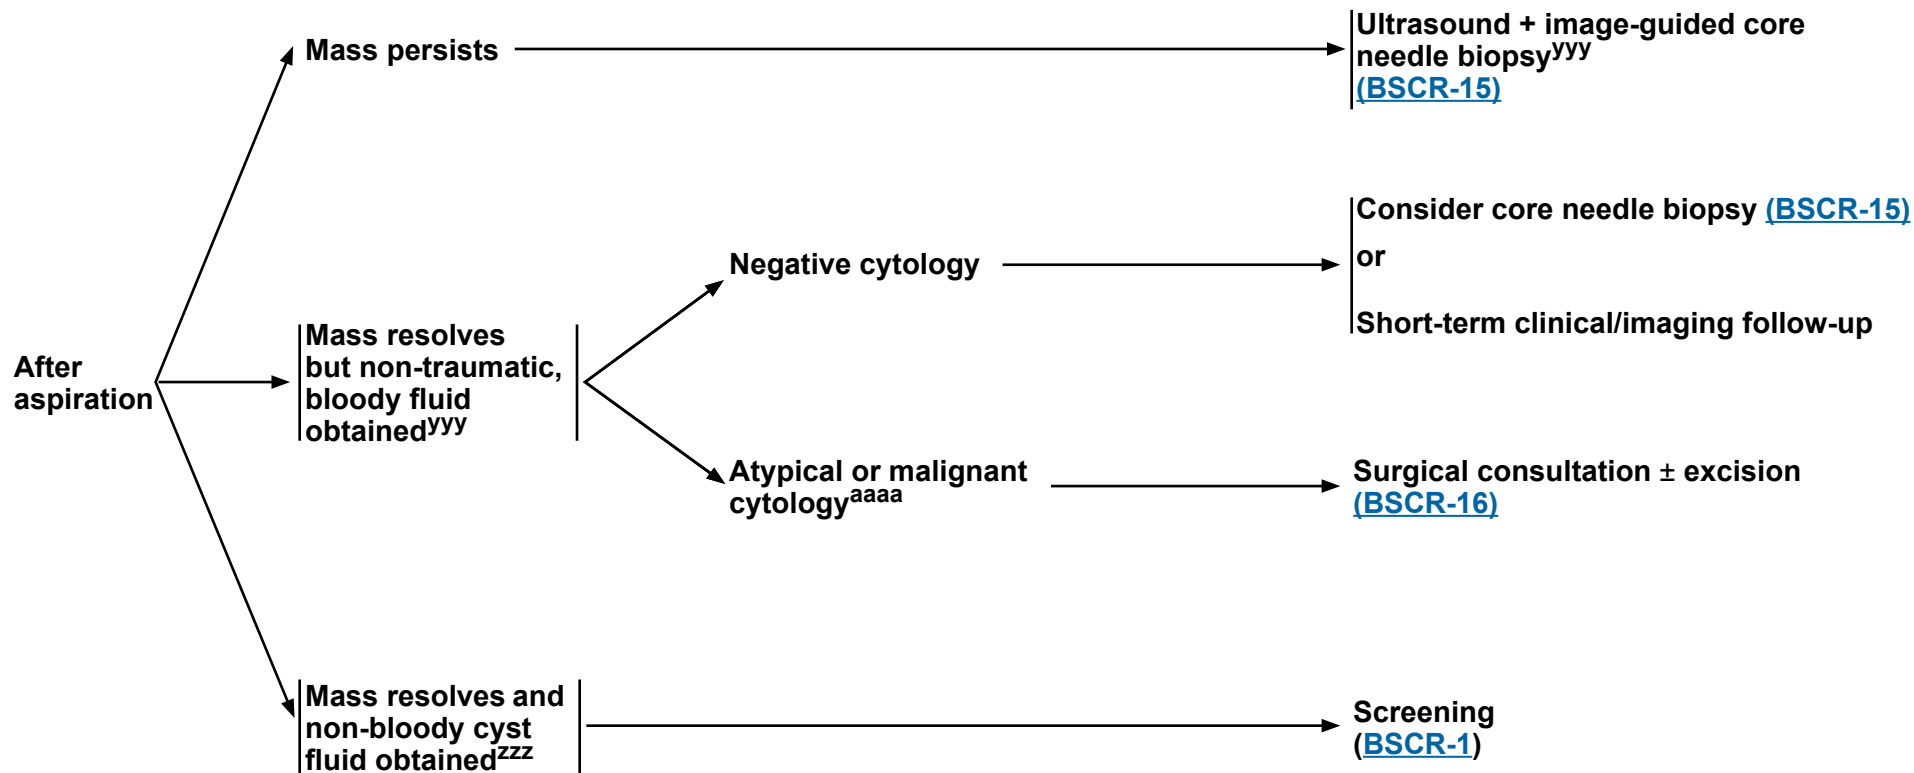 After
aspiration
Mass persists
Ultrasound + image-guided core
needle biopsyyyy
(BSCR-15)
Mass resolves
but non-traumatic,
bloody fluid
obtainedyyy
Negative cytology
Consider core needle biopsy (BSCR-15)
or
Short-term clinical/imaging follow-up
Atypical or malignant
cytologyaaaa
Surgical consultation ± excision
(BSCR-16)
Mass resolves and
non-bloody cyst
fluid obtainedzzz
Screening
(BSCR-1)